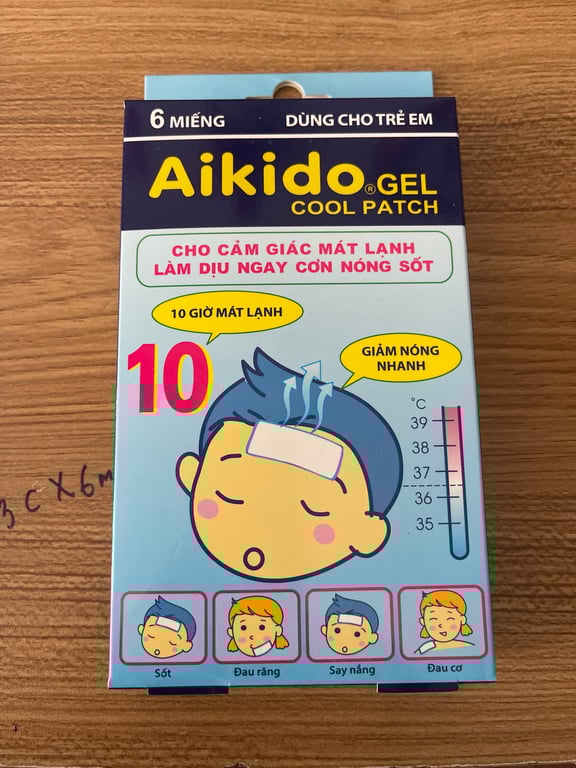 6 MIẾNG DÙNG CHO TRẺ EM
Aikido® GEL
COOL PATCH
CHO CẢM GIÁC MÁT LẠNH
LÀM DỊU NGAY CƠN NÓNG SỐT
10 GIỜ MÁT LẠNH
10
GIẢM NÓNG
NHANH
°C
39
38
37
36
35
3 C X 6m
Sốt
Đau răng
Say nắng
Đau cơ